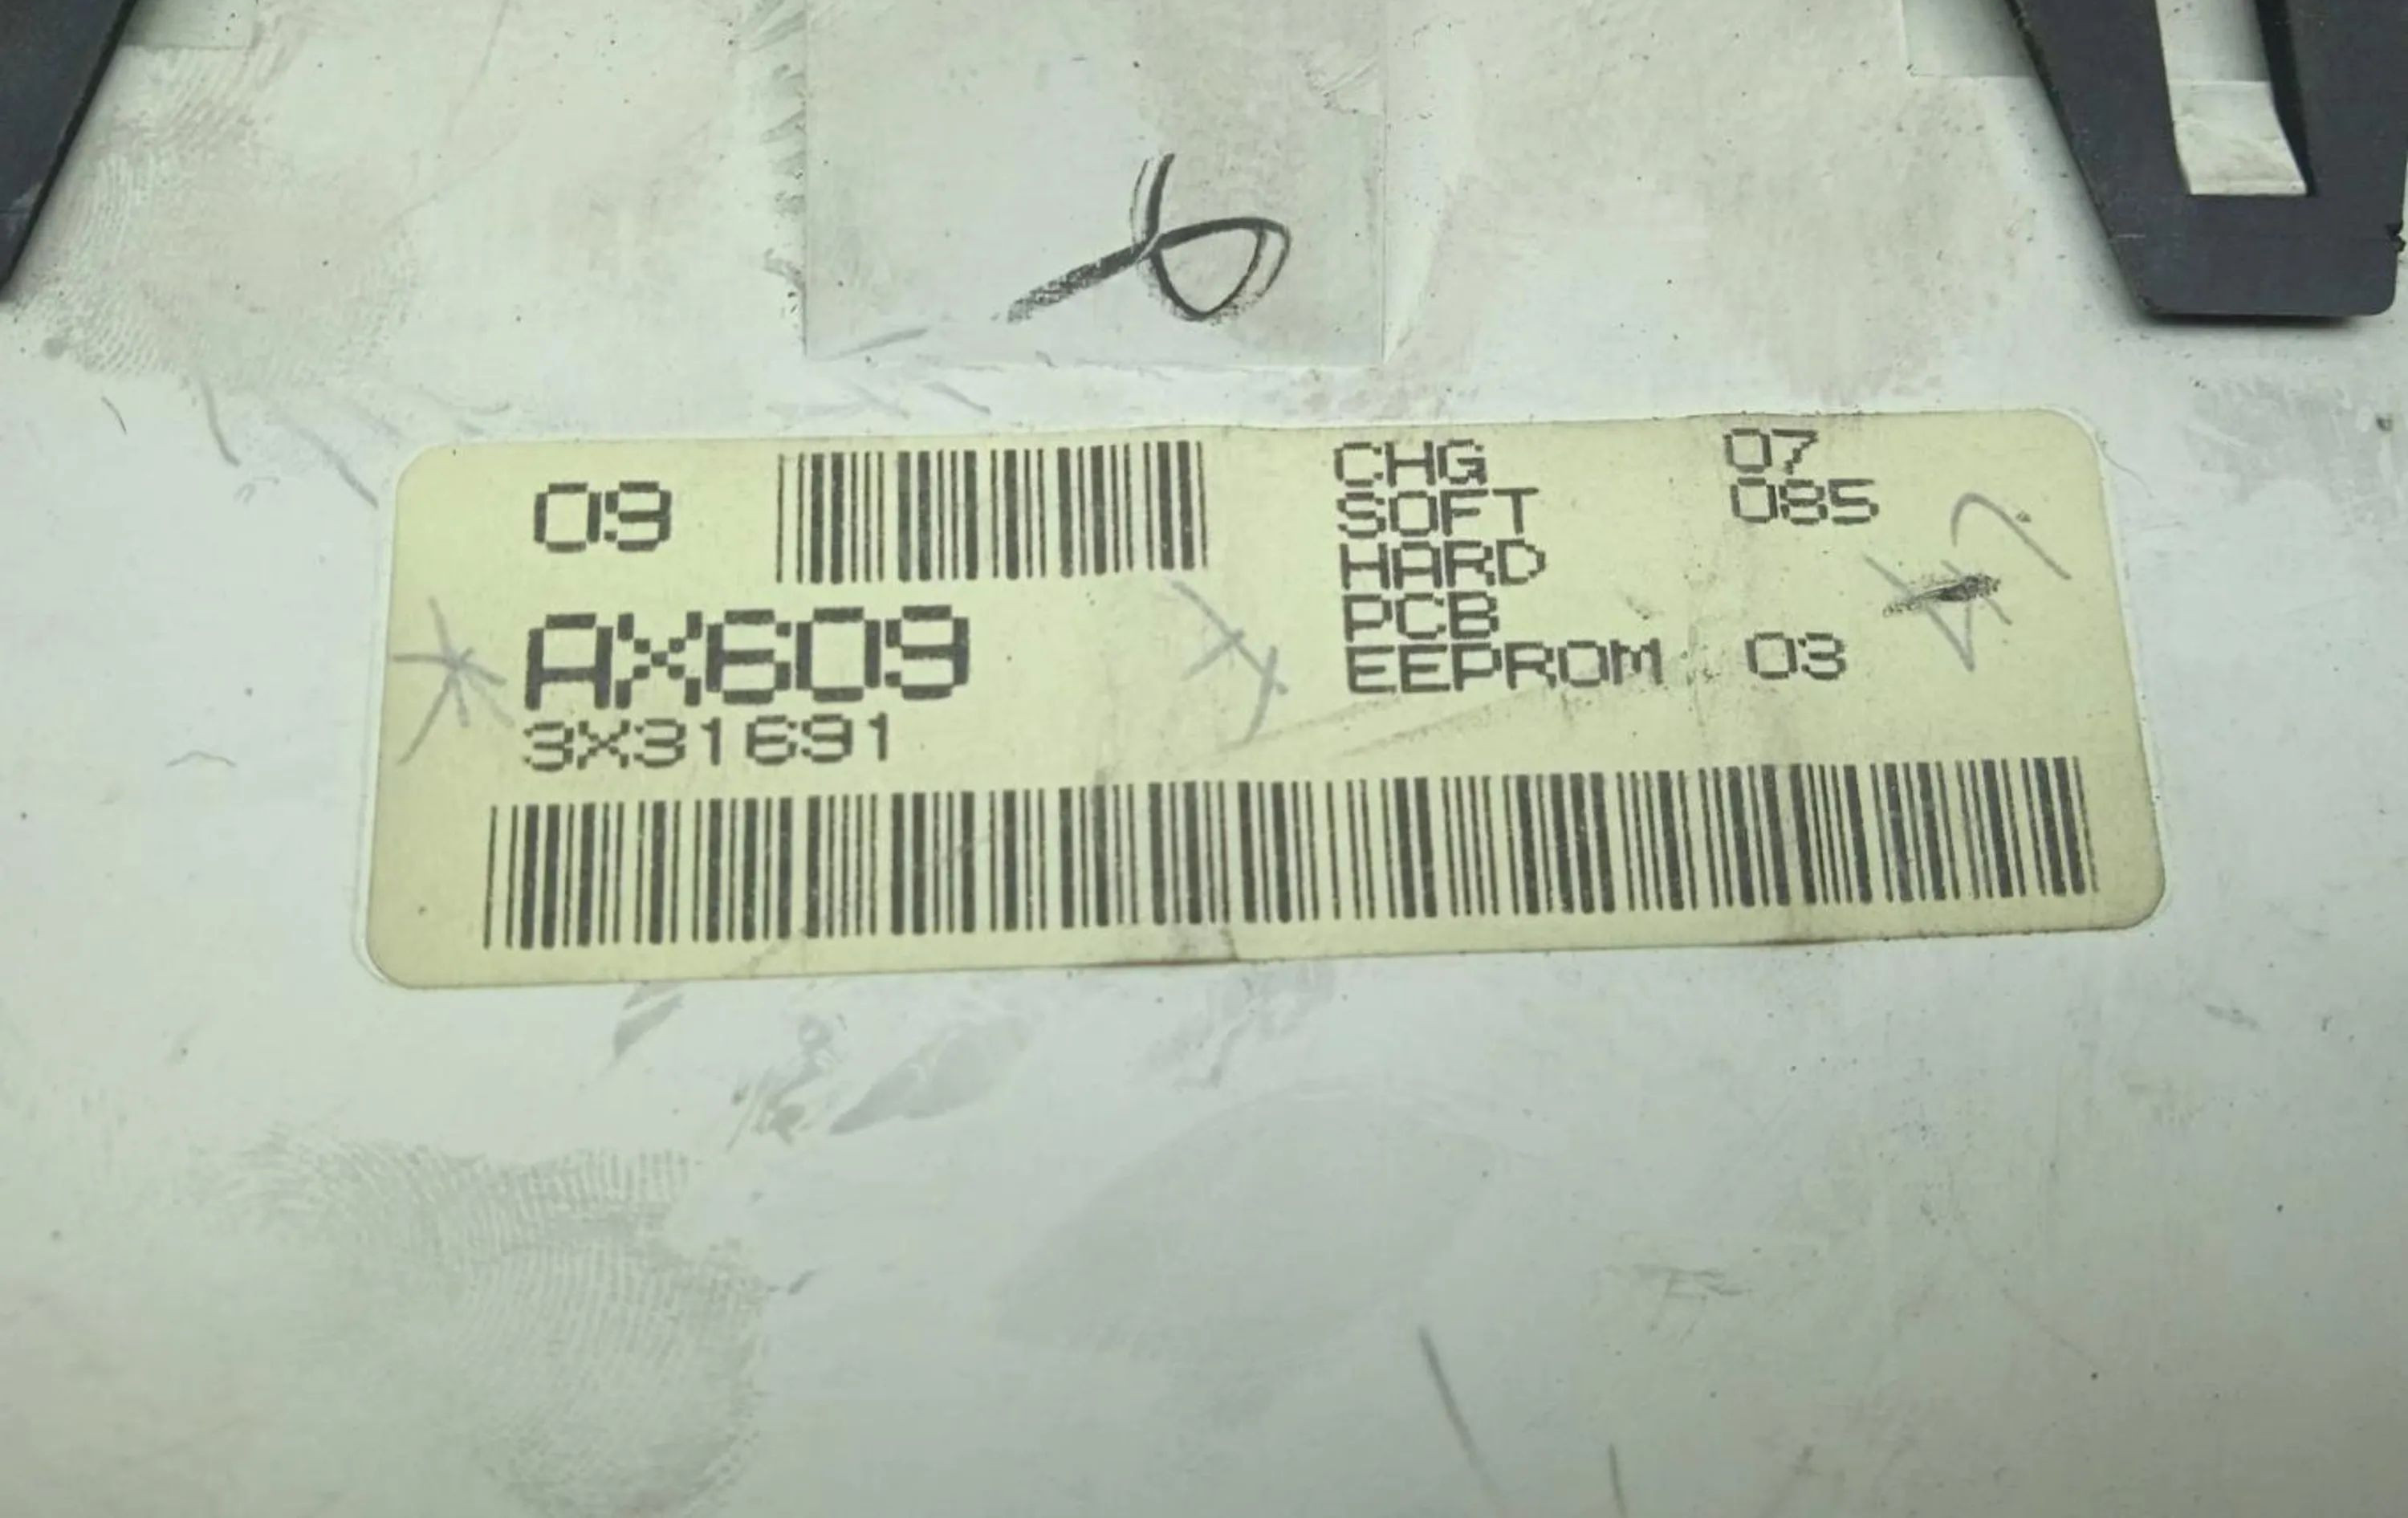 09
AX609
3X31691
CHG 07
SOFT 085
HARD
PCB
EEPROM 03